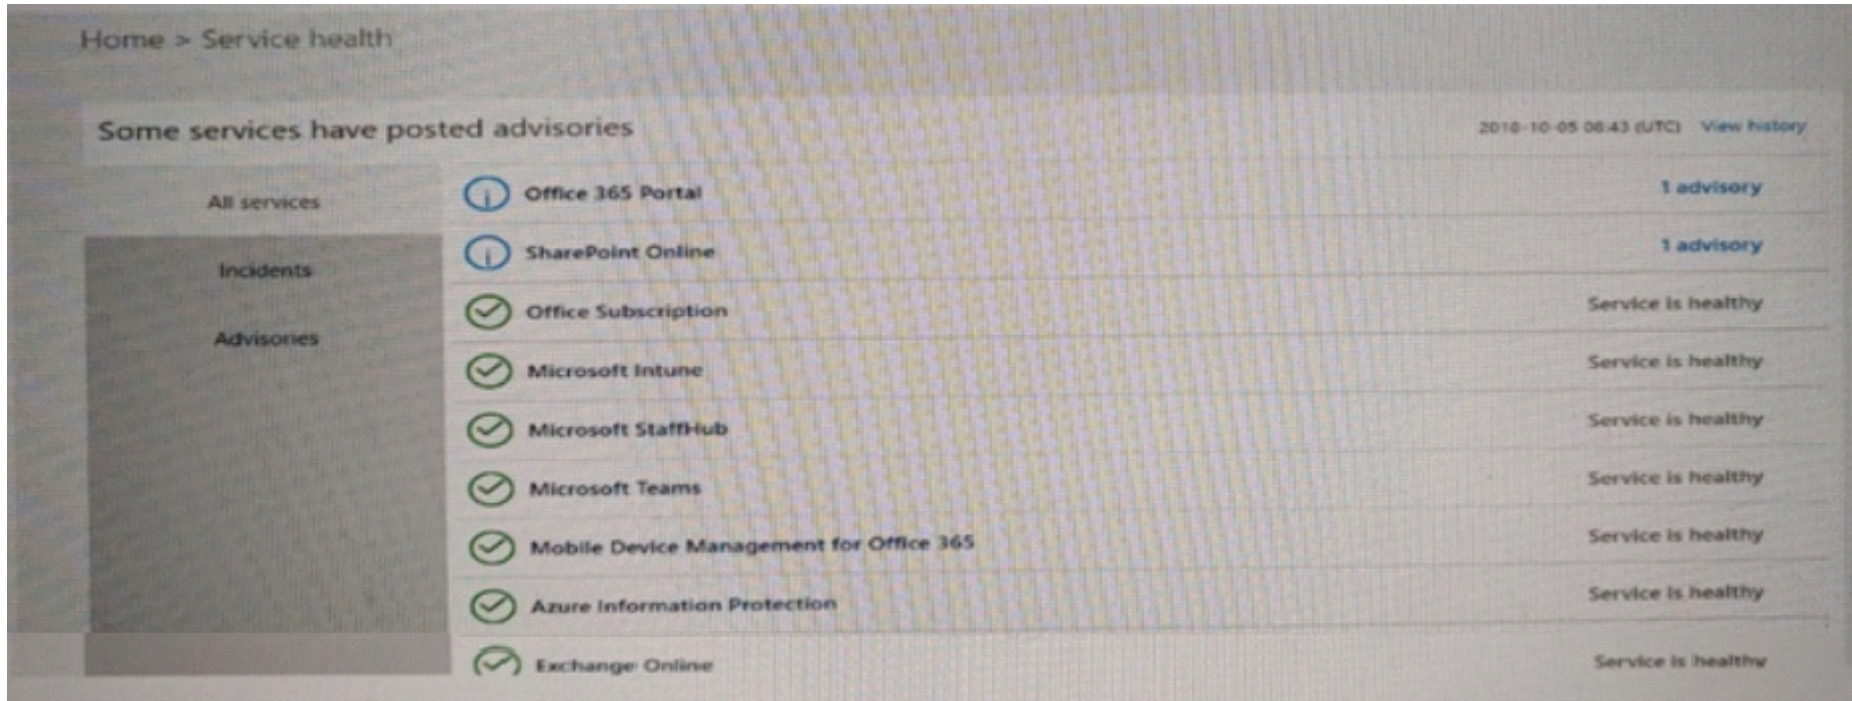 Home > Service health
Some services have posted advisories
2018-10-05 08:43 (UTC) View history
All services
Incidents
Advisories
Office 365 Portal 1 advisory
SharePoint Online 1 advisory
Office Subscription Service is healthy
Microsoft Intune Service is healthy
Microsoft StaffHub Service is healthy
Microsoft Teams Service is healthy
Mobile Device Management for Office 365 Service is healthy
Azure Information Protection Service is healthy
Exchange Online Service is healthy